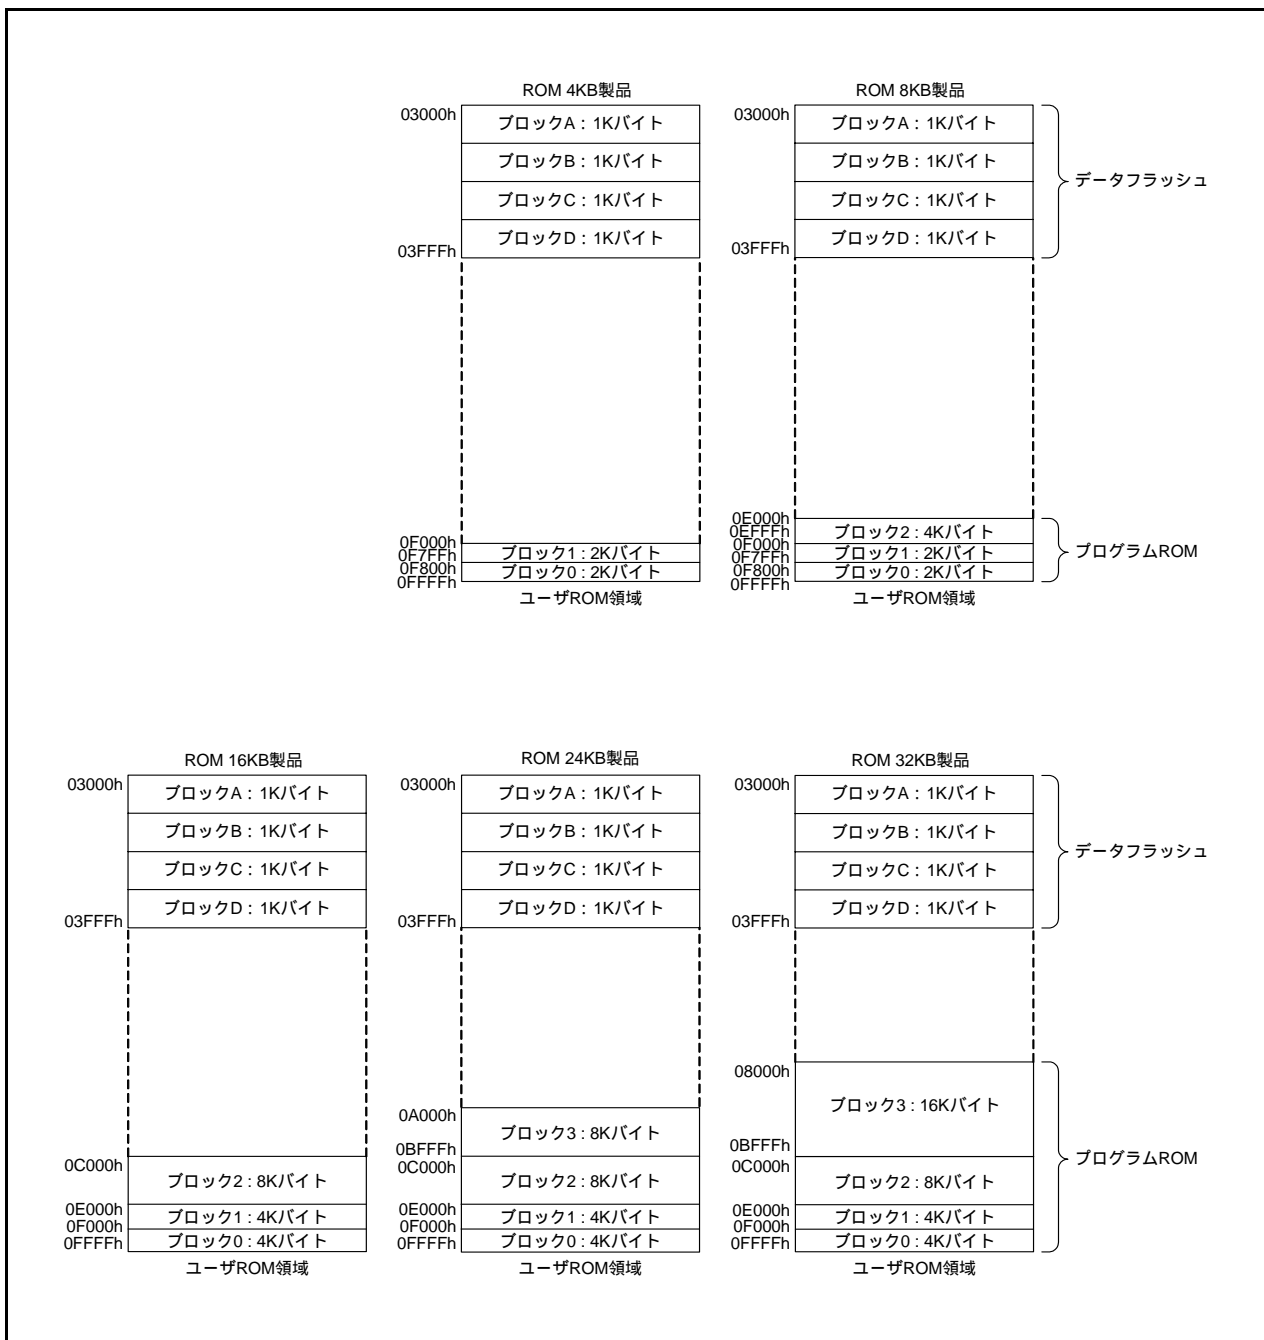 ROM 4KB製品
03000h
ブロックA : 1Kバイト
ブロックB : 1Kバイト
ブロックC : 1Kバイト
ブロックD : 1Kバイト
03FFFh
0F000h
0F7FFh
ブロック1 : 2Kバイト
0F800h
ブロック0 : 2Kバイト
0FFFFh
ユーザROM領域
ROM 8KB製品
03000h
ブロックA : 1Kバイト
ブロックB : 1Kバイト
ブロックC : 1Kバイト
ブロックD : 1Kバイト
03FFFh
データフラッシュ
0E000h
0EFFFh
ブロック2 : 4Kバイト
0F000h
0F7FFh
ブロック1 : 2Kバイト
0F800h
ブロック0 : 2Kバイト
0FFFFh
プログラムROM
ユーザROM領域
ROM 16KB製品
03000h
ブロックA : 1Kバイト
ブロックB : 1Kバイト
ブロックC : 1Kバイト
ブロックD : 1Kバイト
03FFFh
0C000h
ブロック2 : 8Kバイト
0E000h
ブロック1 : 4Kバイト
0F000h
ブロック0 : 4Kバイト
0FFFFh
ユーザROM領域
ROM 24KB製品
03000h
ブロックA : 1Kバイト
ブロックB : 1Kバイト
ブロックC : 1Kバイト
ブロックD : 1Kバイト
03FFFh
0A000h
ブロック3 : 8Kバイト
0BFFFh
0C000h
ブロック2 : 8Kバイト
0E000h
ブロック1 : 4Kバイト
0F000h
ブロック0 : 4Kバイト
0FFFFh
ユーザROM領域
ROM 32KB製品
03000h
ブロックA : 1Kバイト
ブロックB : 1Kバイト
ブロックC : 1Kバイト
ブロックD : 1Kバイト
03FFFh
データフラッシュ
08000h
ブロック3 : 16Kバイト
0BFFFh
0C000h
ブロック2 : 8Kバイト
0E000h
ブロック1 : 4Kバイト
0F000h
ブロック0 : 4Kバイト
0FFFFh
プログラムROM
ユーザROM領域